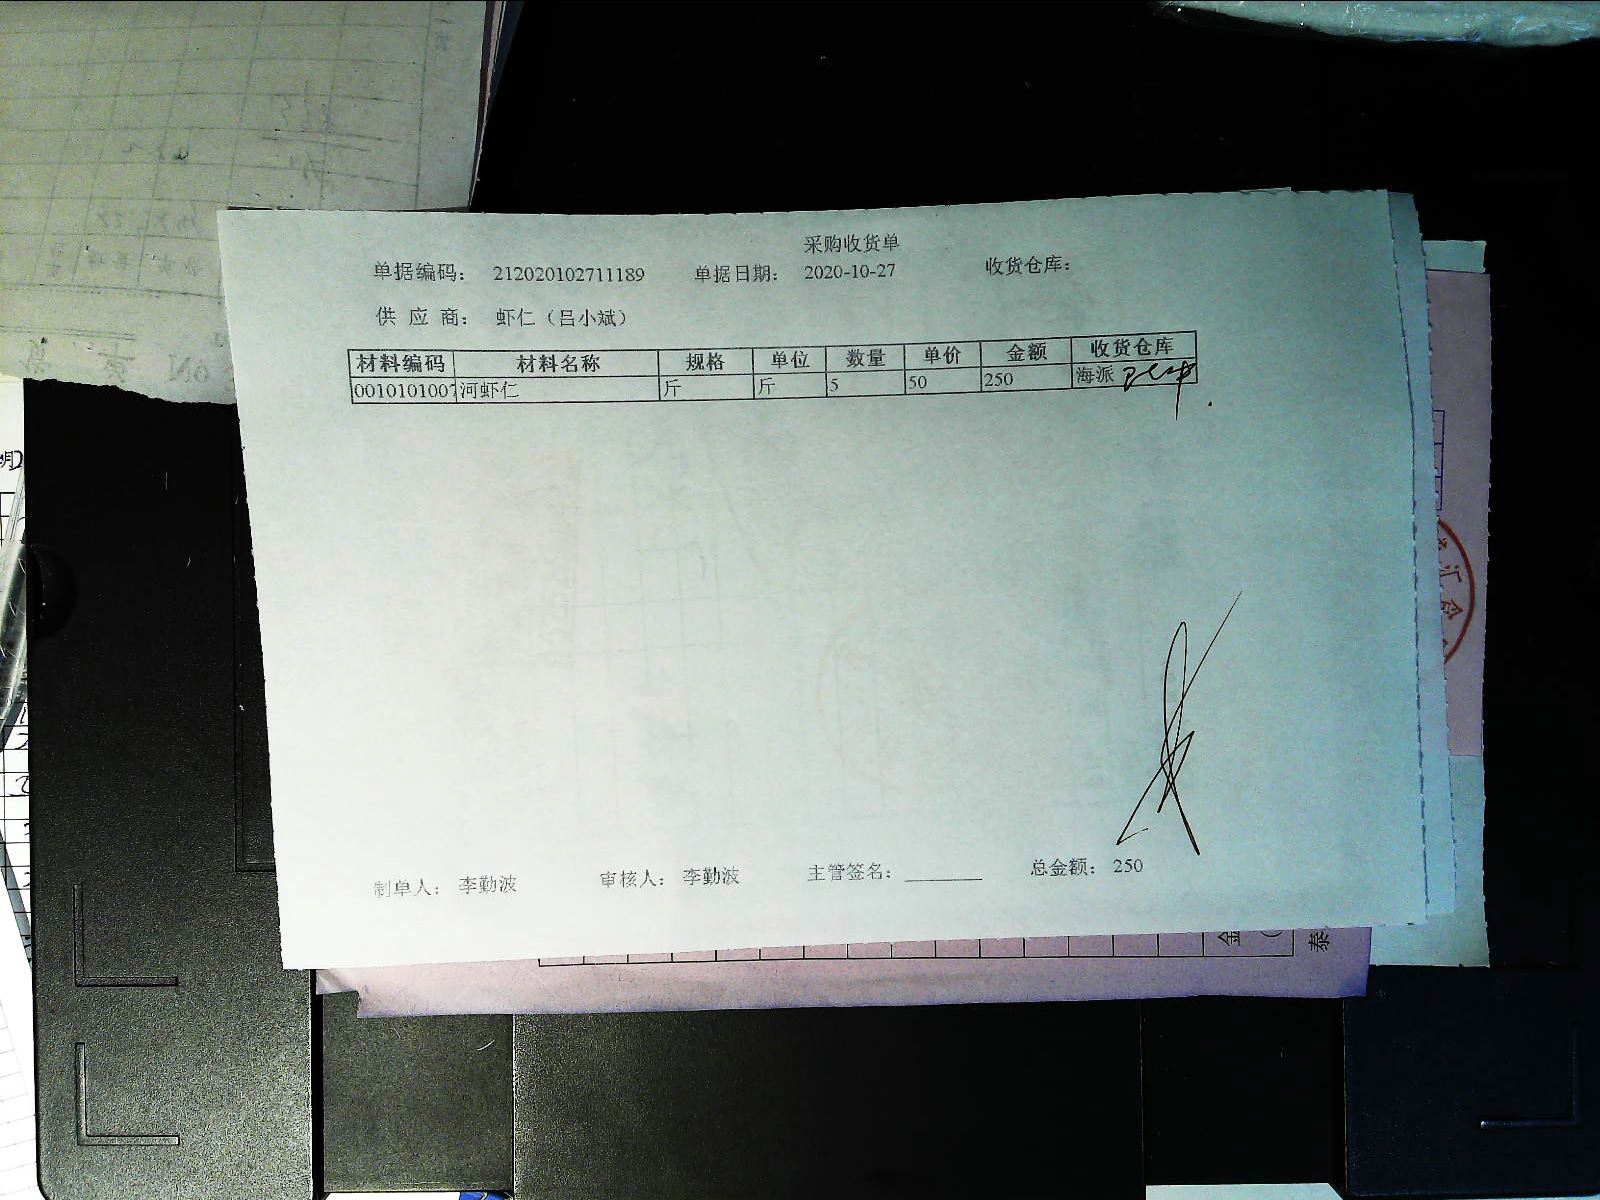 采购收货单
单据编码： 212020102711189 单据日期： 2020-10-27 收货仓库：
供 应 商： 虾仁（吕小斌）
材料编码 材料名称 规格 单位 数量 单价 金额 收货仓库
0010101007 河虾仁 斤 斤 5 50 250 海派
制单人： 李勤波 审核人： 李勤波 主管签名： ________ 总金额： 250
金
泰
汇